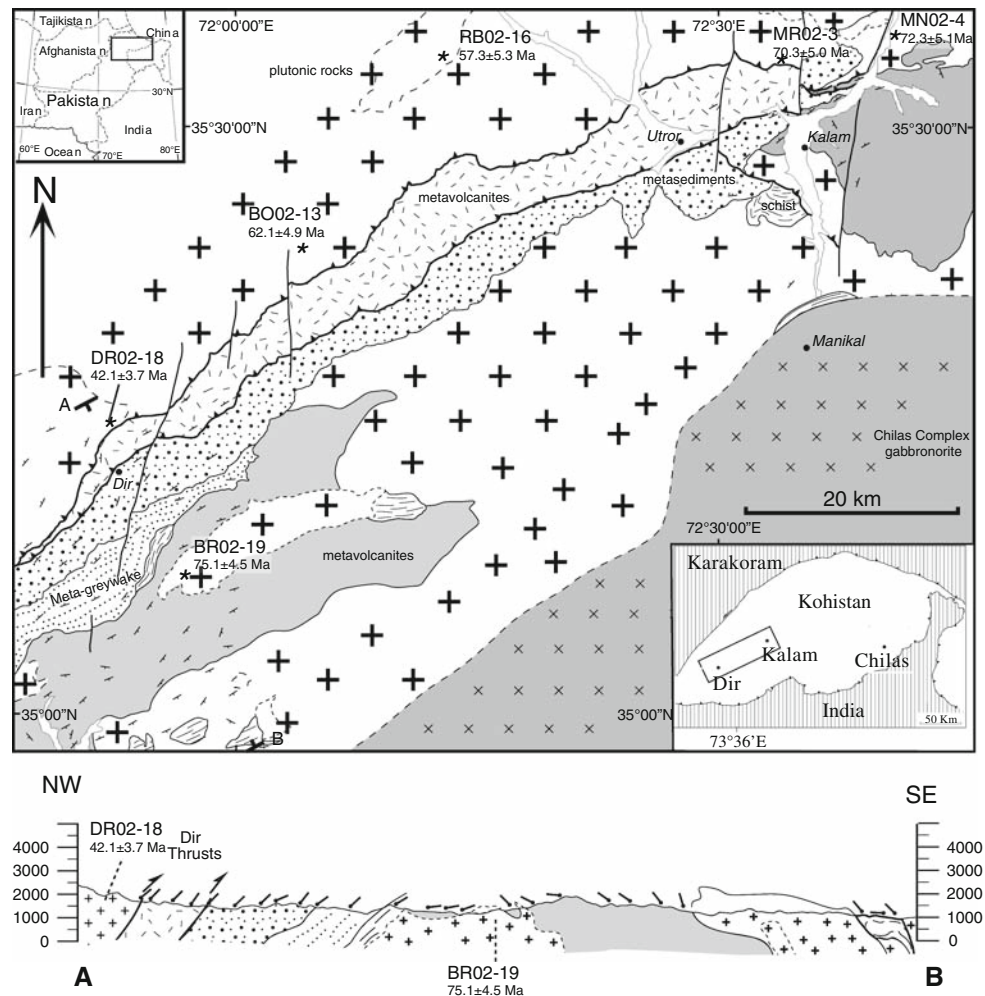 Tajikista n
China
Afghanista n
30°N
Pakista n
Iran
India
60°E
Ocean
70°E
80°E
72°00'00"E
72°30'E
RB02-16
57.3±5.3 Ma
MR02-3
70.3±5.0 Ma
MN02-4
72.3±5.1Ma
plutonic rocks
35°30'00"N
35°30'00"N
Utror
Kalam
N
metavolcanites
metasediments
schist
BO02-13
62.1±4.9 Ma
DR02-18
42.1±3.7 Ma
A
Manikal
Dir
Chilas Complex
gabbronorite
20 km
72°30'00"E
BR02-19
75.1±4.5 Ma
metavolcanites
Meta-greywake
Karakoram
Kohistan
Kalam
Chilas
Dir
India
50 Km
35°00"N
35°00"N
B
73°36'E
NW
SE
DR02-18
42.1±3.7 Ma
Dir
Thrusts
4000
3000
2000
1000
0
4000
3000
2000
1000
0
A
BR02-19
75.1±4.5 Ma
B